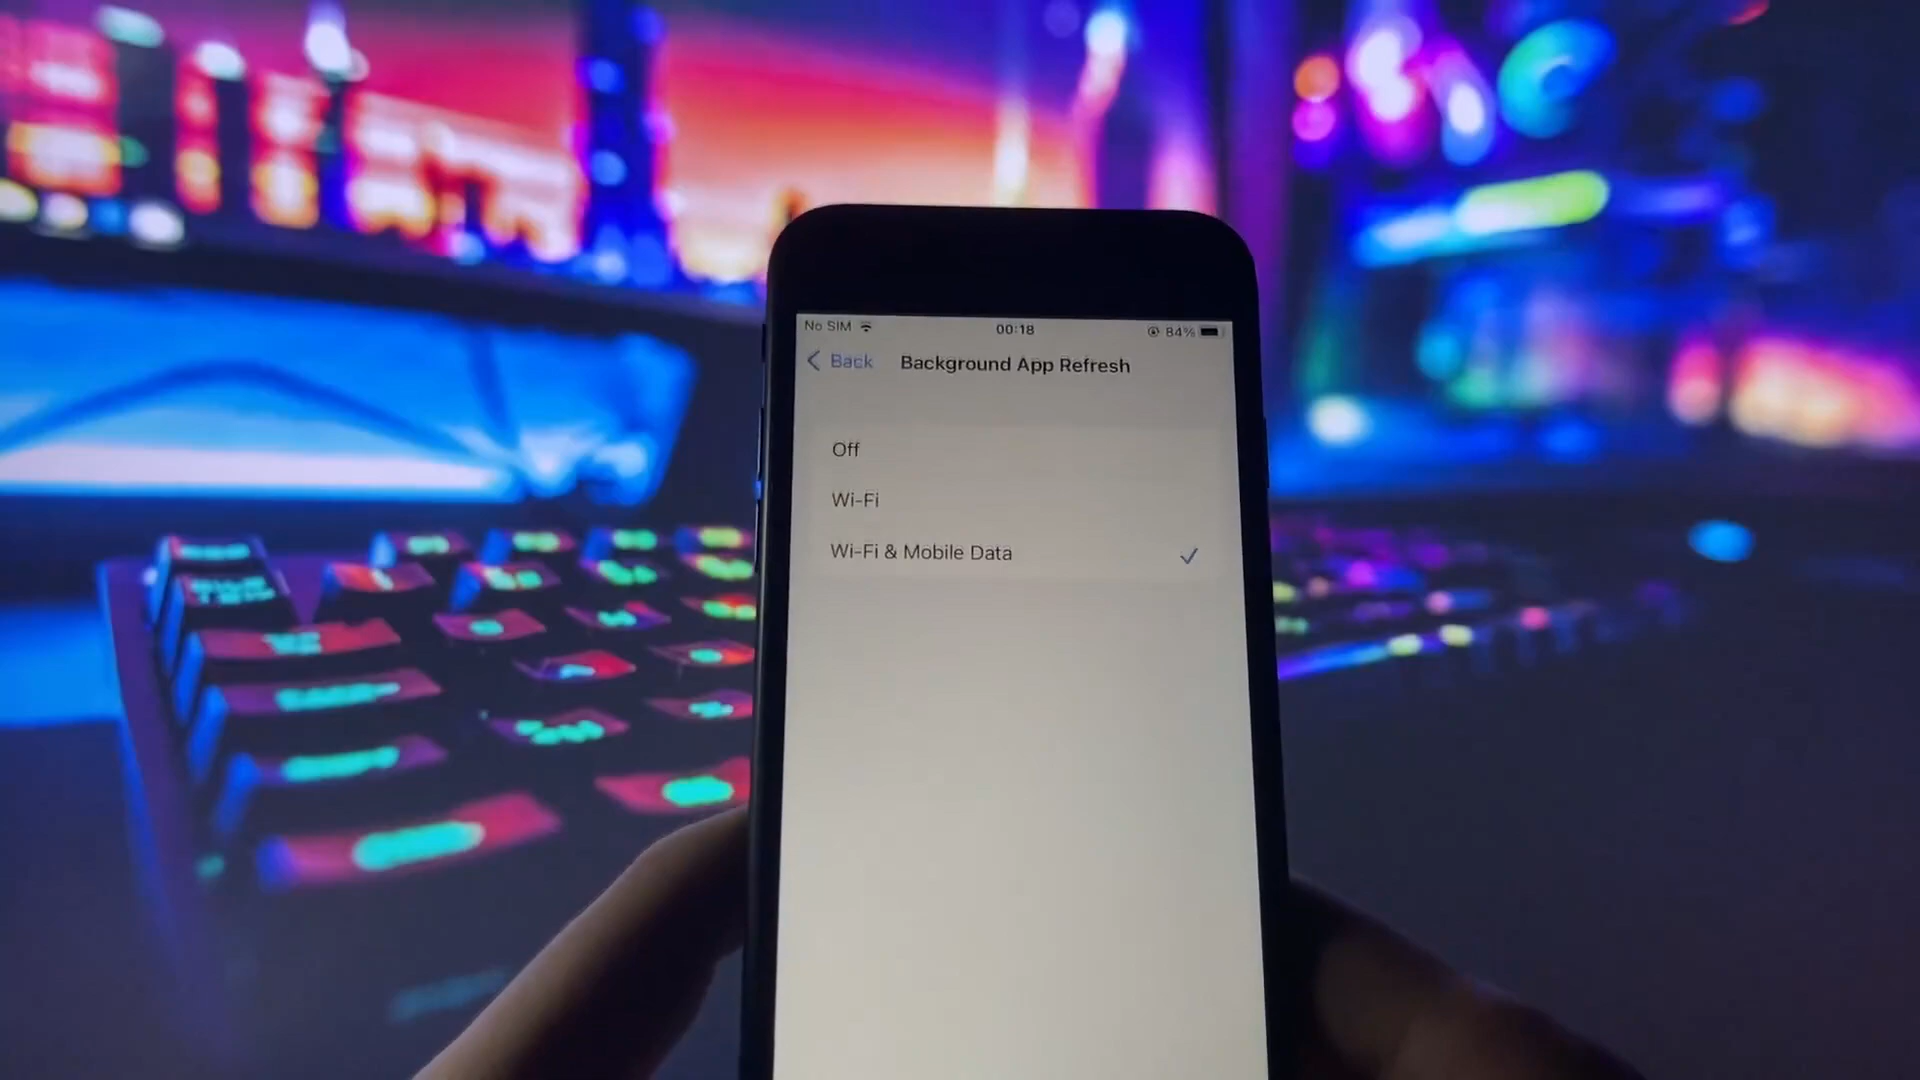 No SIM 00:18 84%
Back Background App Refresh
Off
Wi-Fi
Wi-Fi & Mobile Data